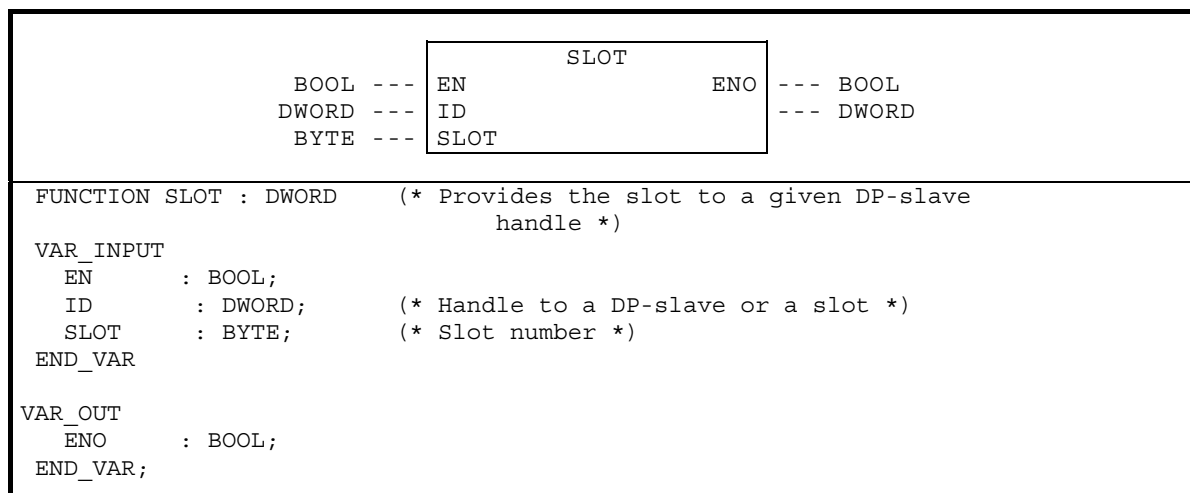 SLOT
BOOL --- EN ENO --- BOOL
DWORD --- ID --- DWORD
BYTE --- SLOT
FUNCTION SLOT : DWORD (* Provides the slot to a given DP-slave
handle *)
VAR_INPUT
EN : BOOL;
ID : DWORD; (* Handle to a DP-slave or a slot *)
SLOT : BYTE; (* Slot number *)
END_VAR
VAR_OUT
ENO : BOOL;
END_VAR;